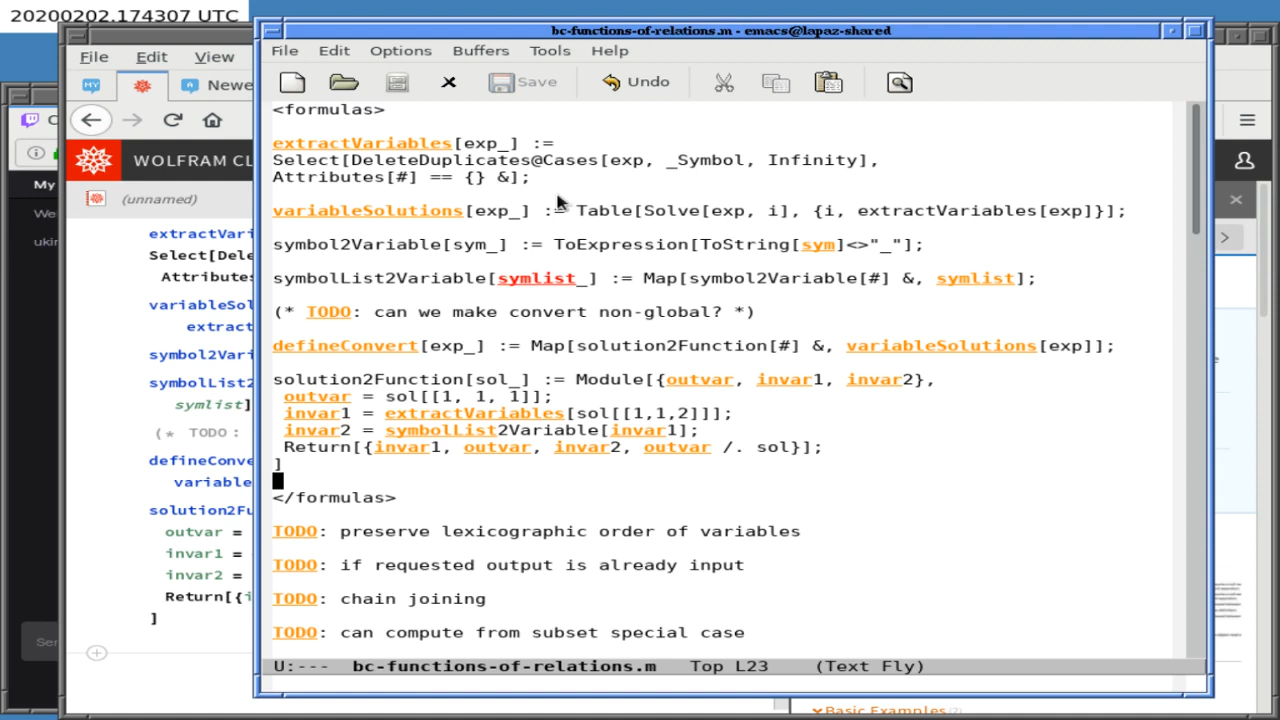 20200202.174307 UTC
bc-functions-of-relations.m - emacs@lapaz-shared
File Edit Options Buffers Tools Help
Save Undo
<formulas>
extractVariables[exp_] :=
Select[DeleteDuplicates@Cases[exp, _Symbol, Infinity],
Attributes[#] == {} &];
variableSolutions[exp_] := Table[Solve[exp, i], {i, extractVariables[exp]}];
symbol2Variable[sym_] := ToExpression[ToString[sym]<>"_"];
symbolList2Variable[symlist_] := Map[symbol2Variable[#] &, symlist];
(* TODO: can we make convert non-global? *)
defineConvert[exp_] := Map[solution2Function[#] &, variableSolutions[exp]];
solution2Function[sol_] := Module[{outvar, invar1, invar2},
outvar = sol[[1, 1, 1]];
invar1 = extractVariables[sol[[1,1,2]]];
invar2 = symbolList2Variable[invar1];
Return[{invar1, outvar, invar2, outvar /. sol}];
]
</formulas>
TODO: preserve lexicographic order of variables
TODO: if requested output is already input
TODO: chain joining
TODO: can compute from subset special case
U:--- bc-functions-of-relations.m Top L23 (Text Fly)
File Edit View
MY Newe
WOLFRAM CL
(unnamed)
extractVari
Select[Dele
Attributes[
variableSol
extract
symbol2Vari
symbolList2
symlist]
(* TODO:
defineConve
variable
solution2Fu
outvar =
invar1 =
invar2 =
Return[{i
]
My
We
ukin
Sen
Basic Examples